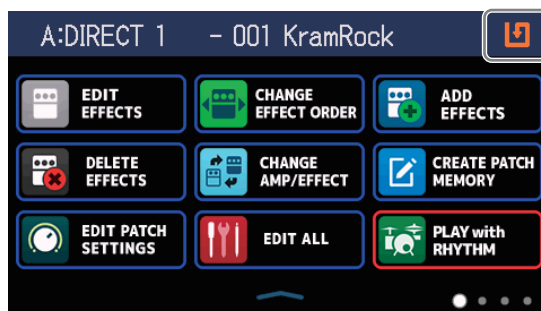 A:DIRECT 1 - 001 KramRock
EDIT
EFFECTS
CHANGE
EFFECT ORDER
ADD
EFFECTS
DELETE
EFFECTS
CHANGE
AMP/EFFECT
CREATE PATCH
MEMORY
EDIT PATCH
SETTINGS
EDIT ALL
PLAY with
RHYTHM